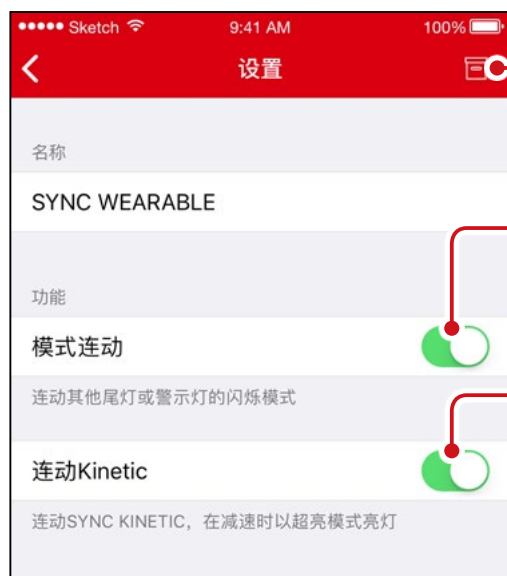 Sketch 9:41 AM 100%
设置
名称
SYNC WEARABLE
功能
模式连动
连动其他尾灯或警示灯的闪烁模式
连动Kinetic
连动SYNC KINETIC，在减速时以超亮模式亮灯